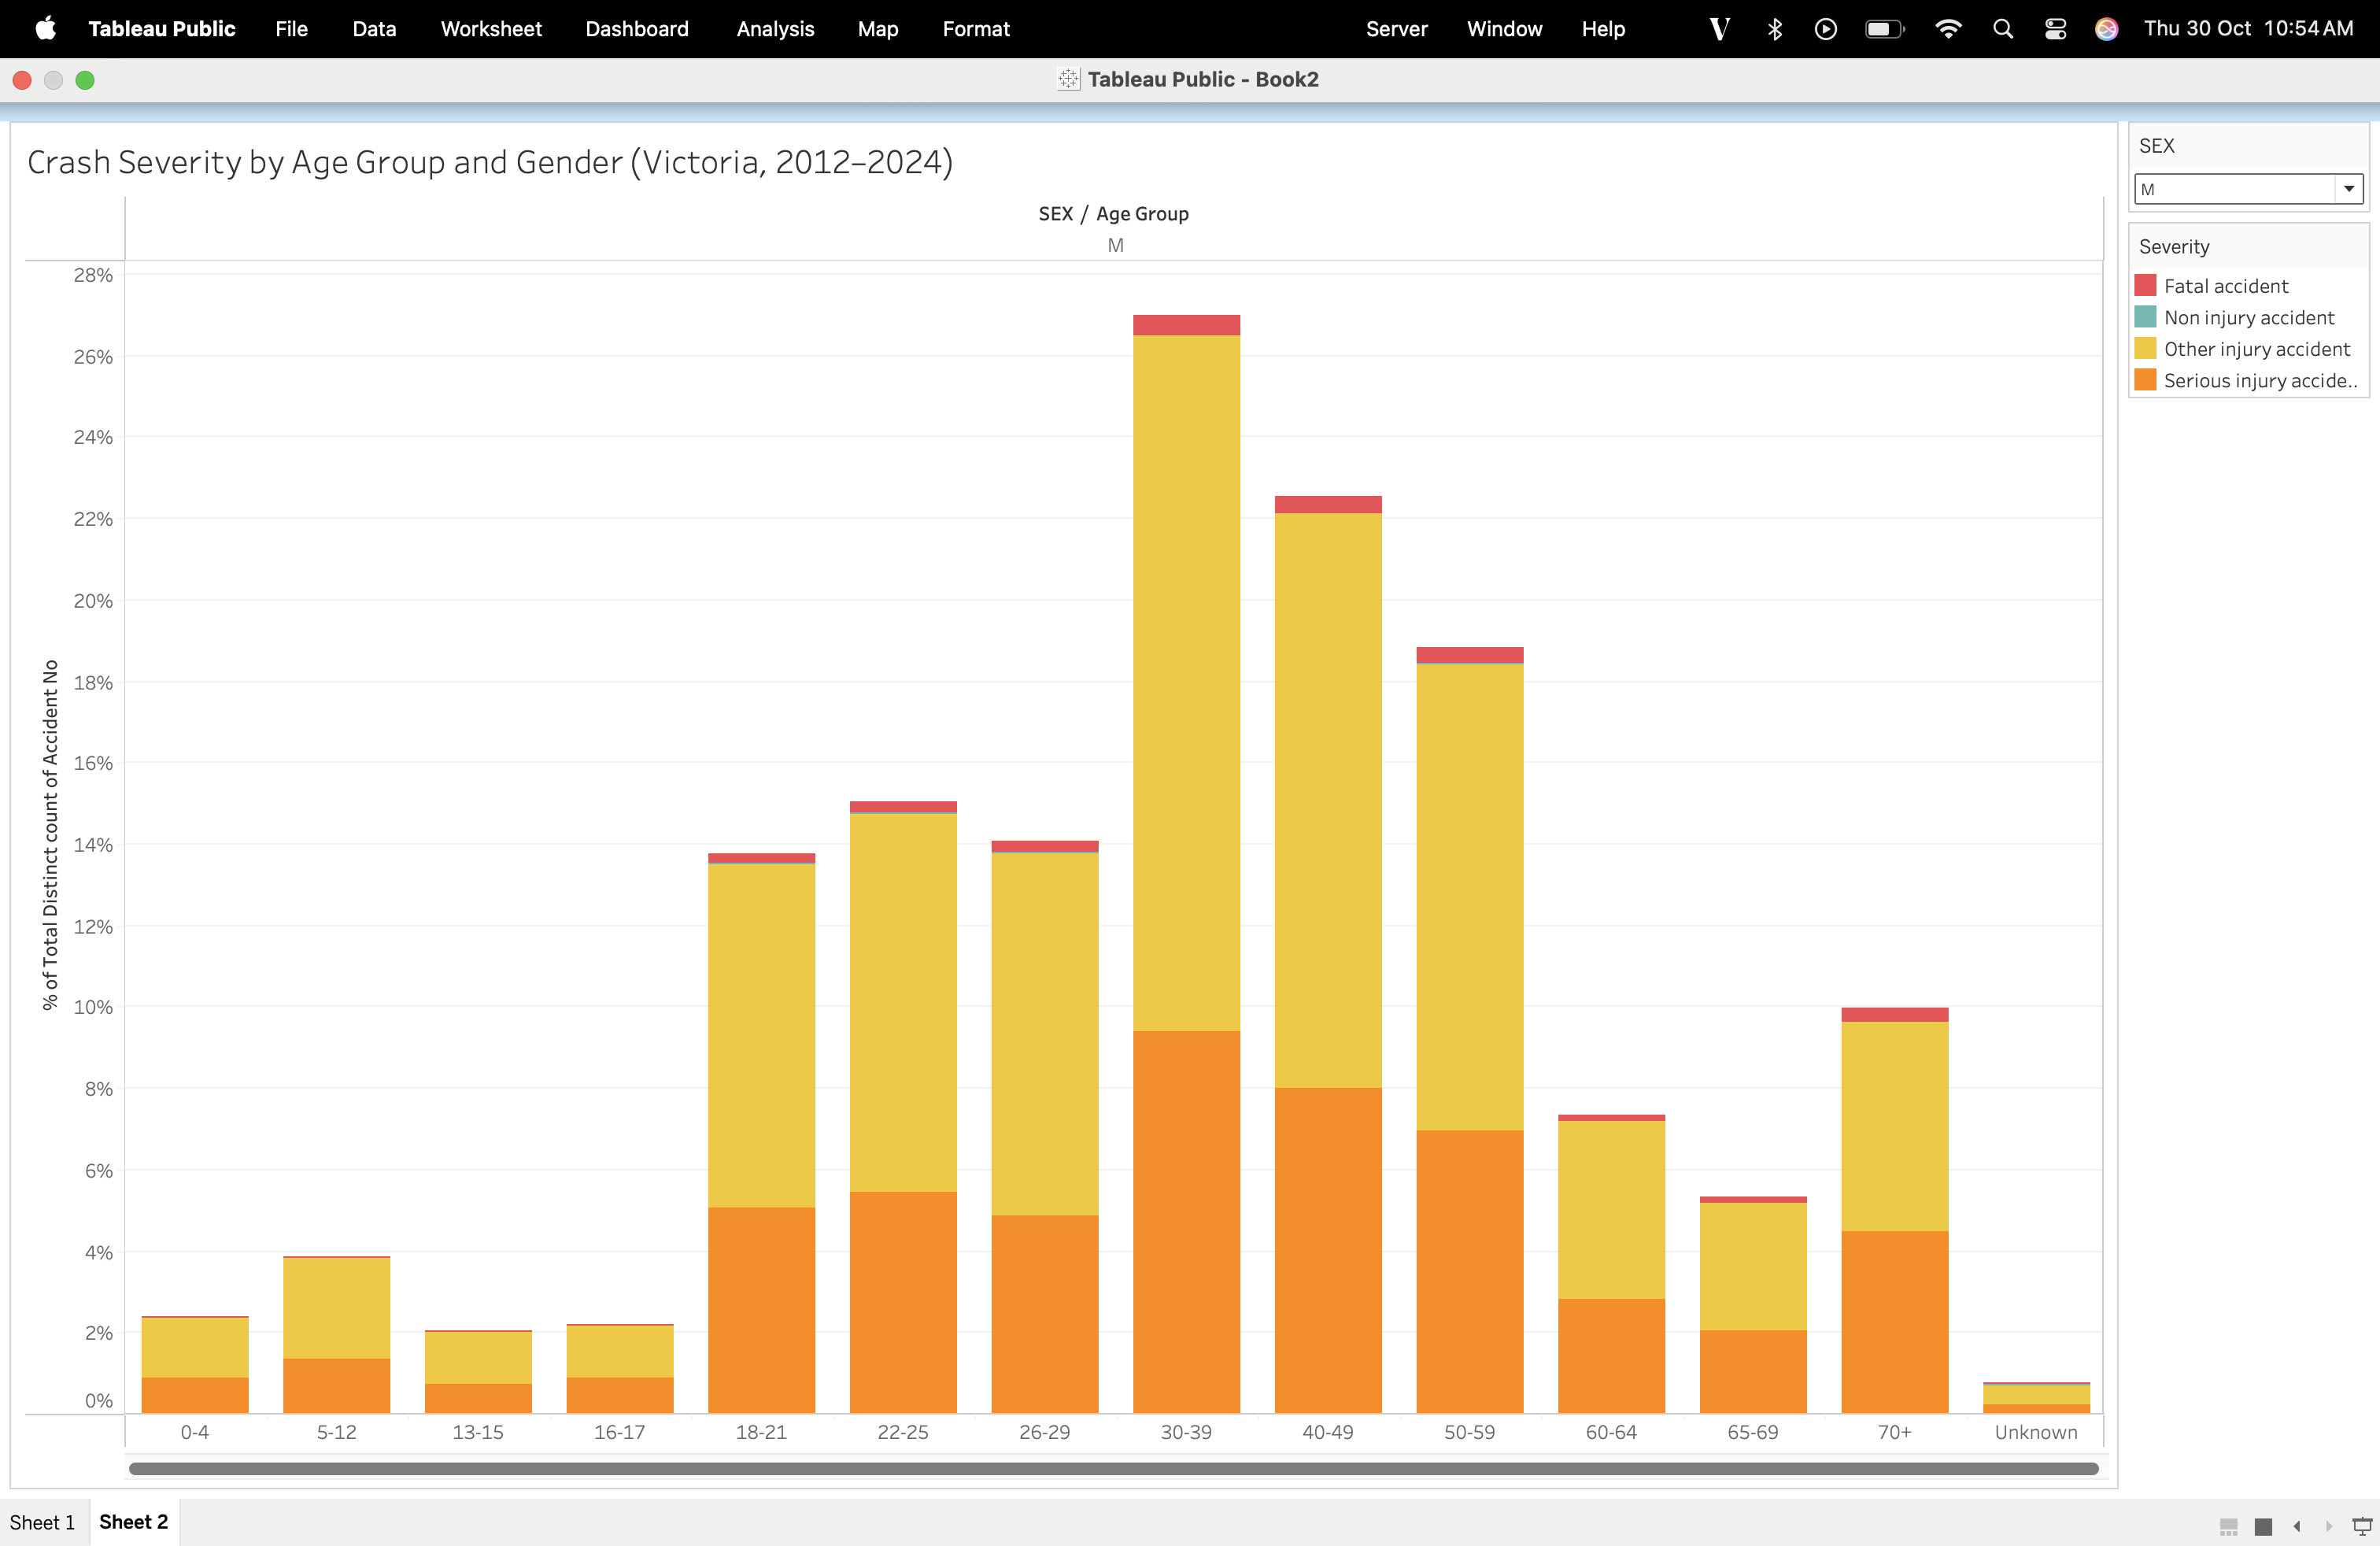 Tableau Public File Data Worksheet Dashboard Analysis Map Format Server Window Help Thu 30 Oct 10:54 AM
Tableau Public - Book2
Crash Severity by Age Group and Gender (Victoria, 2012–2024)
SEX / Age Group
M
28%
26%
24%
22%
20%
18%
16%
14%
12%
10%
8%
6%
4%
2%
0%
% of Total Distinct count of Accident No
0-4 5-12 13-15 16-17 18-21 22-25 26-29 30-39 40-49 50-59 60-64 65-69 70+ Unknown
SEX
M
Severity
Fatal accident
Non injury accident
Other injury accident
Serious injury accide..
Sheet 1 Sheet 2